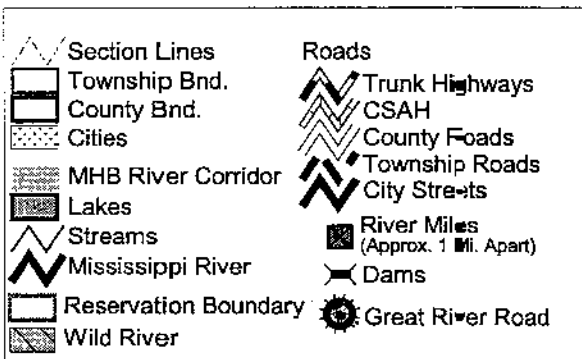 Section Lines
Township Bnd.
County Bnd.
Cities
MHB River Corridor
Lakes
Streams
Mississippi River
Reservation Boundary
Wild River
Roads
Trunk Highways
CSAH
County Roads
Township Roads
City Streets
River Miles
(Approx. 1 Mi. Apart)
Dams
Great River Road